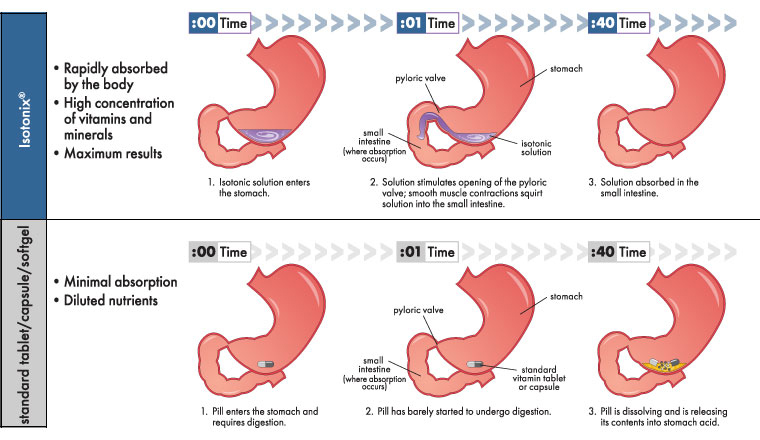 Isotonix®
• Rapidly absorbed
by the body
• High concentration
of vitamins and
minerals
• Maximum results
:00 Time
:01 Time
:40 Time
pyloric valve
stomach
small
intestine
(where absorption
occurs)
isotonic
solution
1. Isotonic solution enters
the stomach.
2. Solution stimulates opening of the pyloric
valve; smooth muscle contractions squirt
solution into the small intestine.
3. Solution absorbed in the
small intestine.
standard tablet/capsule/softgel
• Minimal absorption
• Diluted nutrients
:00 Time
:01 Time
:40 Time
pyloric valve
stomach
small
intestine
(where absorption
occurs)
standard
vitamin tablet
or capsule
1. Pill enters the stomach and
requires digestion.
2. Pill has barely started to undergo digestion.
3. Pill is dissolving and is releasing
its contents into stomach acid.